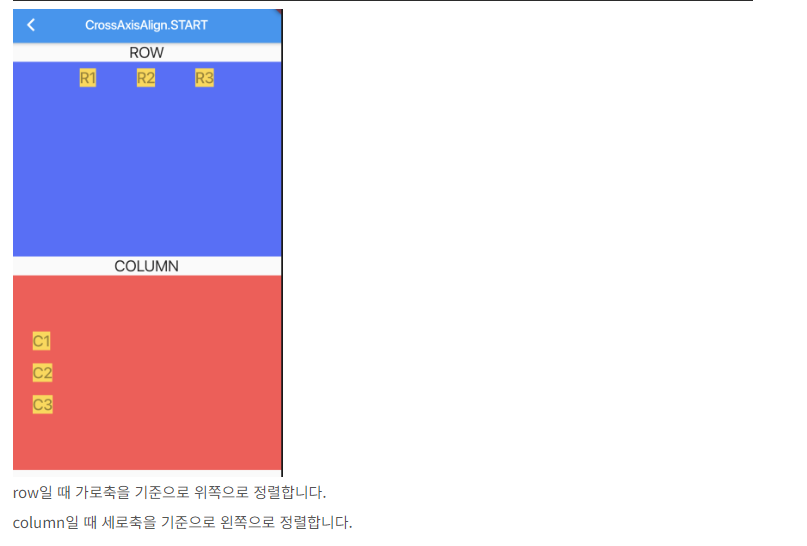 CrossAxisAlign.START
ROW
R1 R2 R3
COLUMN
C1
C2
C3
row일 때 가로축을 기준으로 위쪽으로 정렬합니다.
column일 때 세로축을 기준으로 왼쪽으로 정렬합니다.